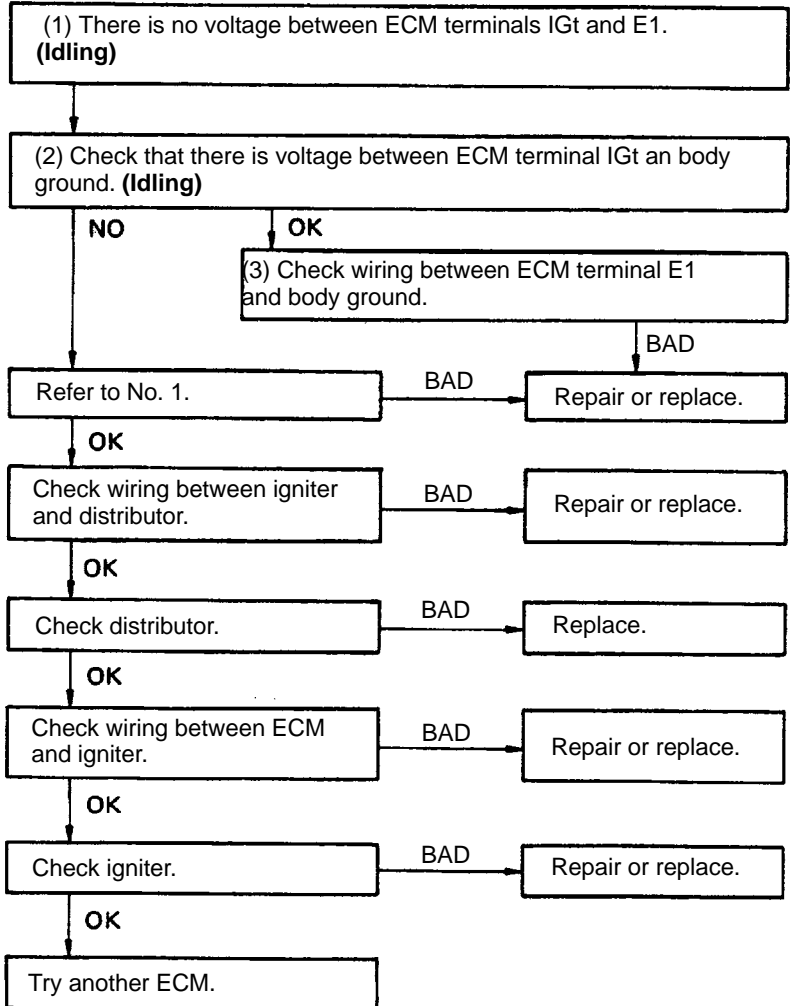 (1) There is no voltage between ECM terminals IGt and E1.
(Idling)
(2) Check that there is voltage between ECM terminal IGt an body
ground. (Idling)
NO
OK
(3) Check wiring between ECM terminal E1
and body ground.
BAD
Refer to No. 1.
BAD
Repair or replace.
OK
Check wiring between igniter
and distributor.
BAD
Repair or replace.
OK
Check distributor.
BAD
Replace.
OK
Check wiring between ECM
and igniter.
BAD
Repair or replace.
OK
Check igniter.
BAD
Repair or replace.
OK
Try another ECM.